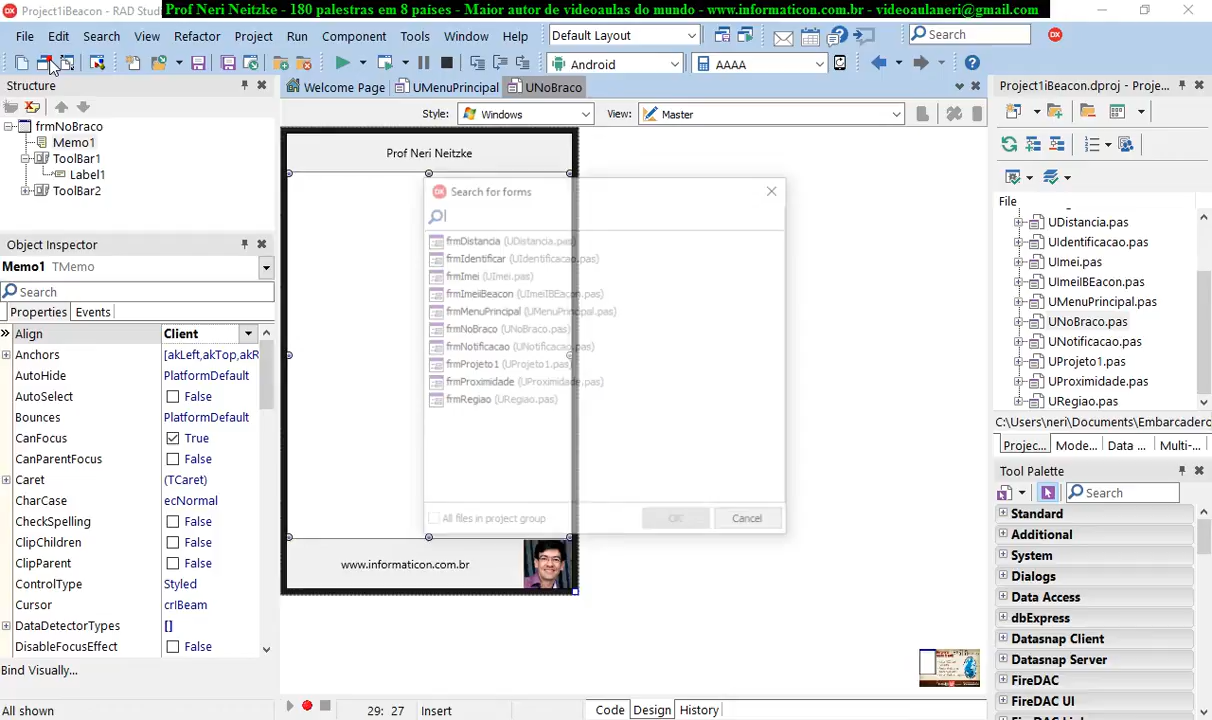 Project1iBeacon - RAD Stud
Prof Neri Neitzke - 180 palestras em 8 países - Maior autor de videoaulas do mundo - www.informaticon.com.br - videoaulaneri@gmail.com
File Edit Search View Refactor Project Run Component Tools Window Help
Default Layout
Search
Android
AAAA
Structure
Welcome Page
UMenuPrincipal
UNoBraco
Project1iBeacon.dproj - Proje...
Style: Windows View: Master
frmNoBraco
Memo1
ToolBar1
Label1
ToolBar2
Prof Neri Neitzke
Search for forms
frmDistancia (UDistancia.pas)
frmIdentificar (UIdentificacao.pas)
frmImei (UImei.pas)
frmImeiiBeacon (UImeiIBEacon.pas)
frmMenuPrincipal (UMenuPrincipal.pas)
frmNoBraco (UNoBraco.pas)
frmNotificacao (UNotificacao.pas)
frmProjeto1 (UProjeto1.pas)
frmProximidade (UProximidade.pas)
frmRegiao (URegiao.pas)
All files in project group
OK
Cancel
www.informaticon.com.br
Object Inspector
Memo1 TMemo
Search
Properties Events
Align Client
Anchors [akLeft,akTop,akR
AutoHide PlatformDefault
AutoSelect False
Bounces PlatformDefault
CanFocus True
CanParentFocus False
Caret (TCaret)
CharCase ecNormal
CheckSpelling False
ClipChildren False
ClipParent False
ControlType Styled
Cursor crIBeam
DataDetectorTypes []
DisableFocusEffect False
Bind Visually...
All shown
29: 27
Insert
Code Design History
File
UDistancia.pas
UIdentificacao.pas
UImei.pas
UImeiIBEacon.pas
UMenuPrincipal.pas
UNoBraco.pas
UNotificacao.pas
UProjeto1.pas
UProximidade.pas
URegiao.pas
C:\Users\neri\Documents\Embarcadero
Projec... Mode... Data ... Multi-...
Tool Palette
Search
Standard
Additional
System
Dialogs
Data Access
dbExpress
Datasnap Client
Datasnap Server
FireDAC
FireDAC UI